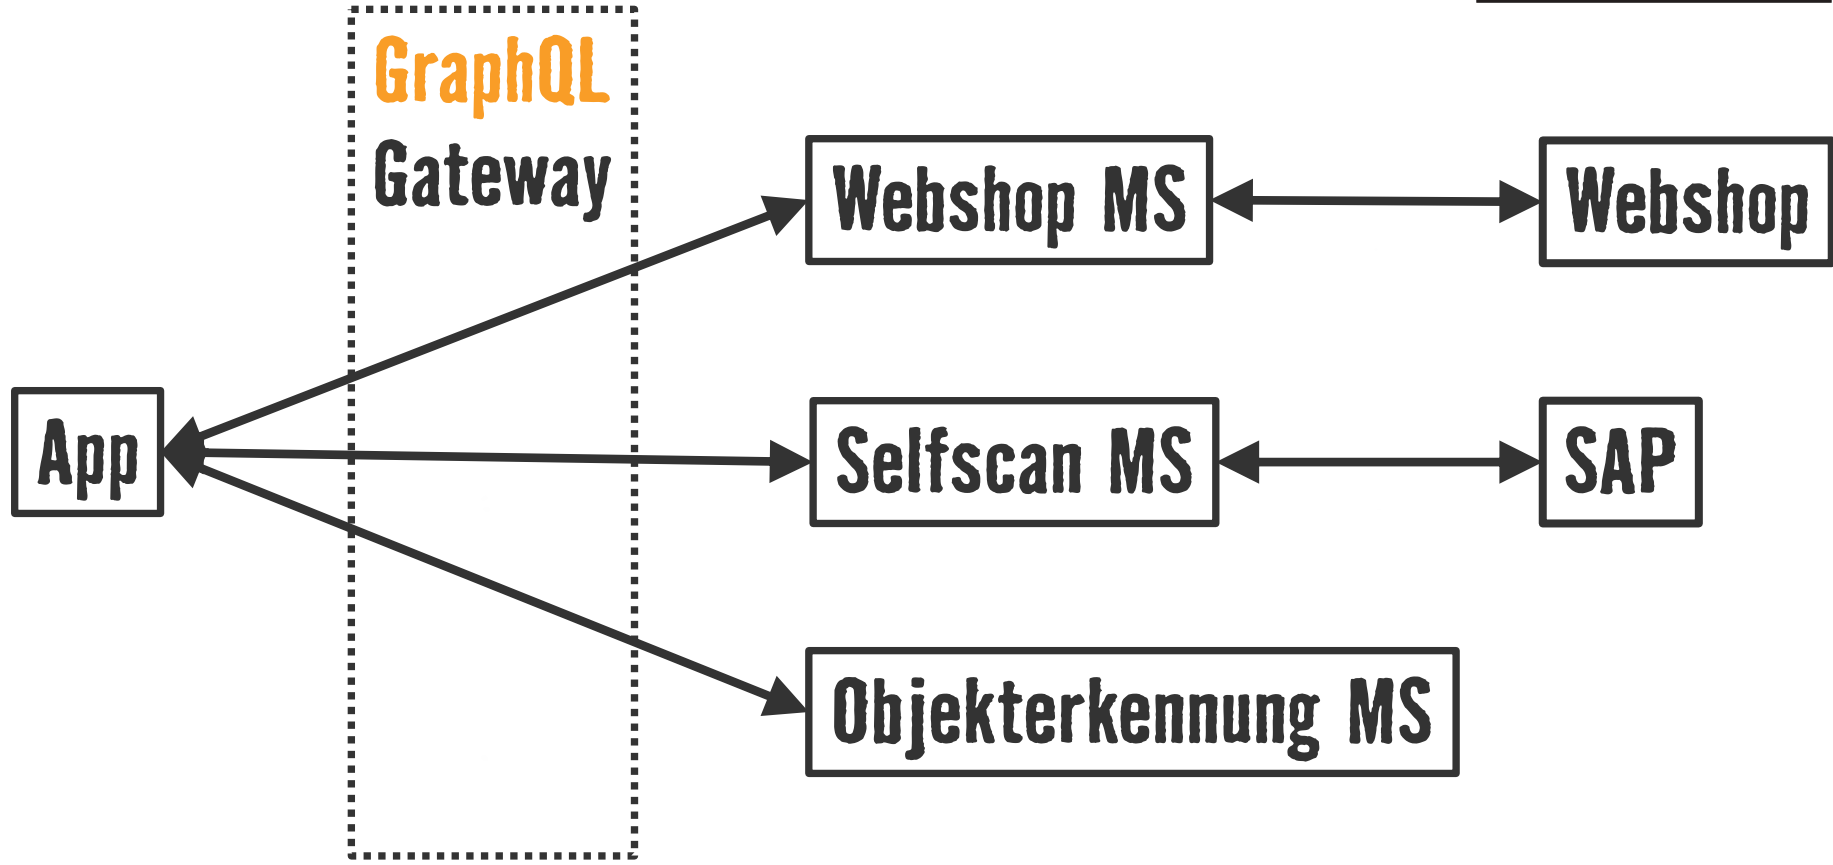 GraphQL
Gateway
Webshop MS
Webshop
App
Selfscan MS
SAP
Objekterkennung MS